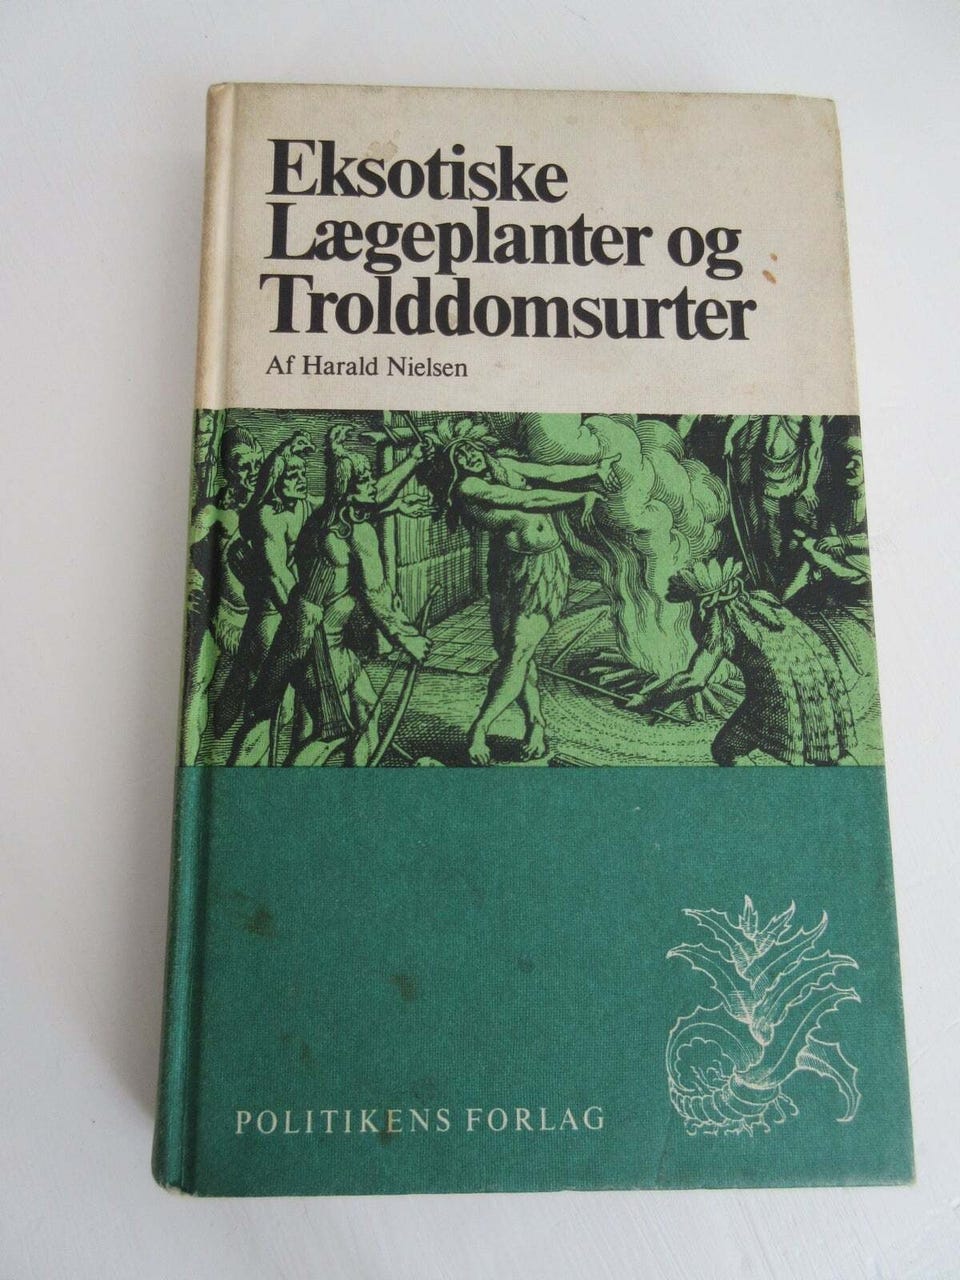 Eksotiske
Lægeplanter og
Trolddomsurter
Af Harald Nielsen
POLITIKENS FORLAG